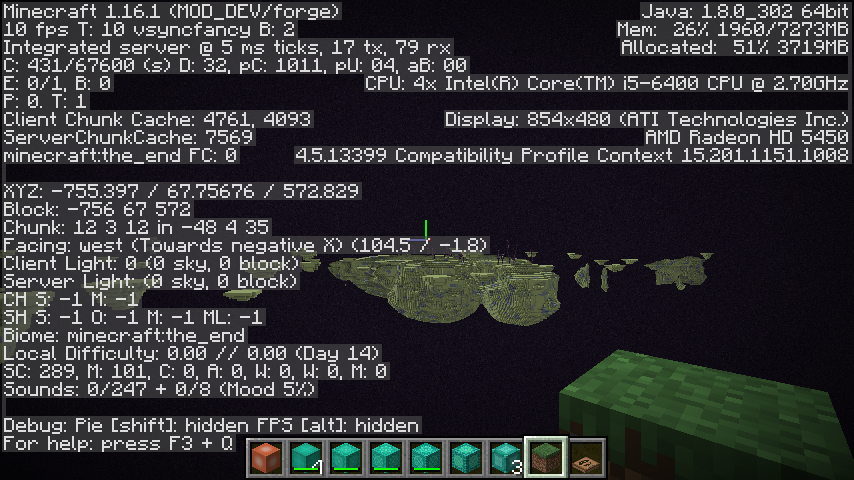 Minecraft 1.16.1 (MOD_DEV/forge)
10 fps T: 10 vsyncfancy B: 2
Integrated server @ 5 ms ticks, 17 tx, 79 rx
C: 431/67600 (s) D: 32, pC: 1011, pU: 04, aB: 00
E: 0/1, B: 0
P: 0. T: 1
Client Chunk Cache: 4761, 4093
ServerChunkCache: 7569
minecraft:the_end FC: 0
XYZ: -755.397 / 67.75676 / 572.829
Block: -756 67 572
Chunk: 12 3 12 in -48 4 35
Facing: west (Towards negative X) (104.5 / -1.8)
Client Light: 0 (0 sky, 0 block)
Server Light: (0 sky, 0 block)
CH S: -1 M: -1
SH S: -1 O: -1 M: -1 ML: -1
Biome: minecraft:the_end
Local Difficulty: 0.00 // 0.00 (Day 14)
SC: 289, M: 101, C: 0, A: 0, W: 0, W: 0, M: 0
Sounds: 0/247 + 0/8 (Mood 5%)
Debug: Pie [shift]: hidden FPS [alt]: hidden
For help: press F3 + Q
Java: 1.8.0_302 64bit
Mem: 26% 1960/7273MB
Allocated: 51% 3719MB
CPU: 4x Intel(R) Core(TM) i5-6400 CPU @ 2.70GHz
Display: 854x480 (ATI Technologies Inc.)
AMD Radeon HD 5450
4.5.13399 Compatibility Profile Context 15.201.1151.1008
4
3